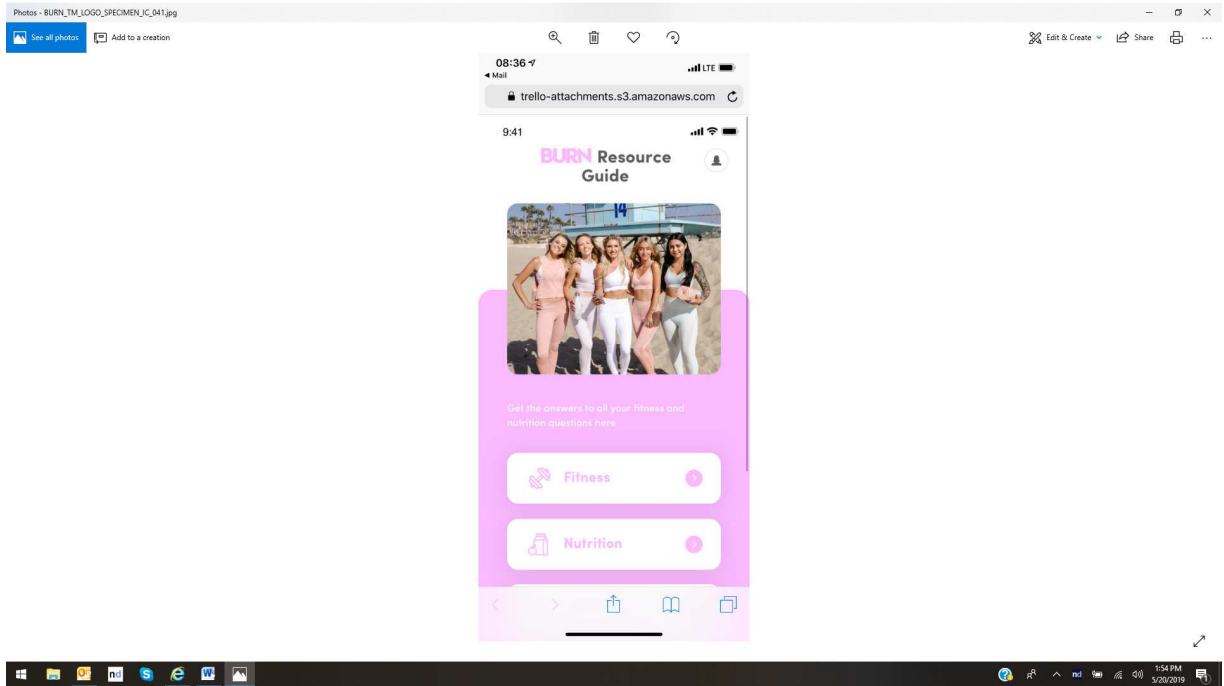 Photos - BURN_TM_LOGO_SPECIMEN_IC_041.jpg
See all photos
Add to a creation
Edit & Create
Share
08:36
LTE
Mail
trello-attachments.s3.amazonaws.com
9:41
BURN Resource
Guide
14
Get the answers to all your fitness and
nutrition questions here
Fitness
Nutrition
nd
nd
1:54 PM
5/20/2019